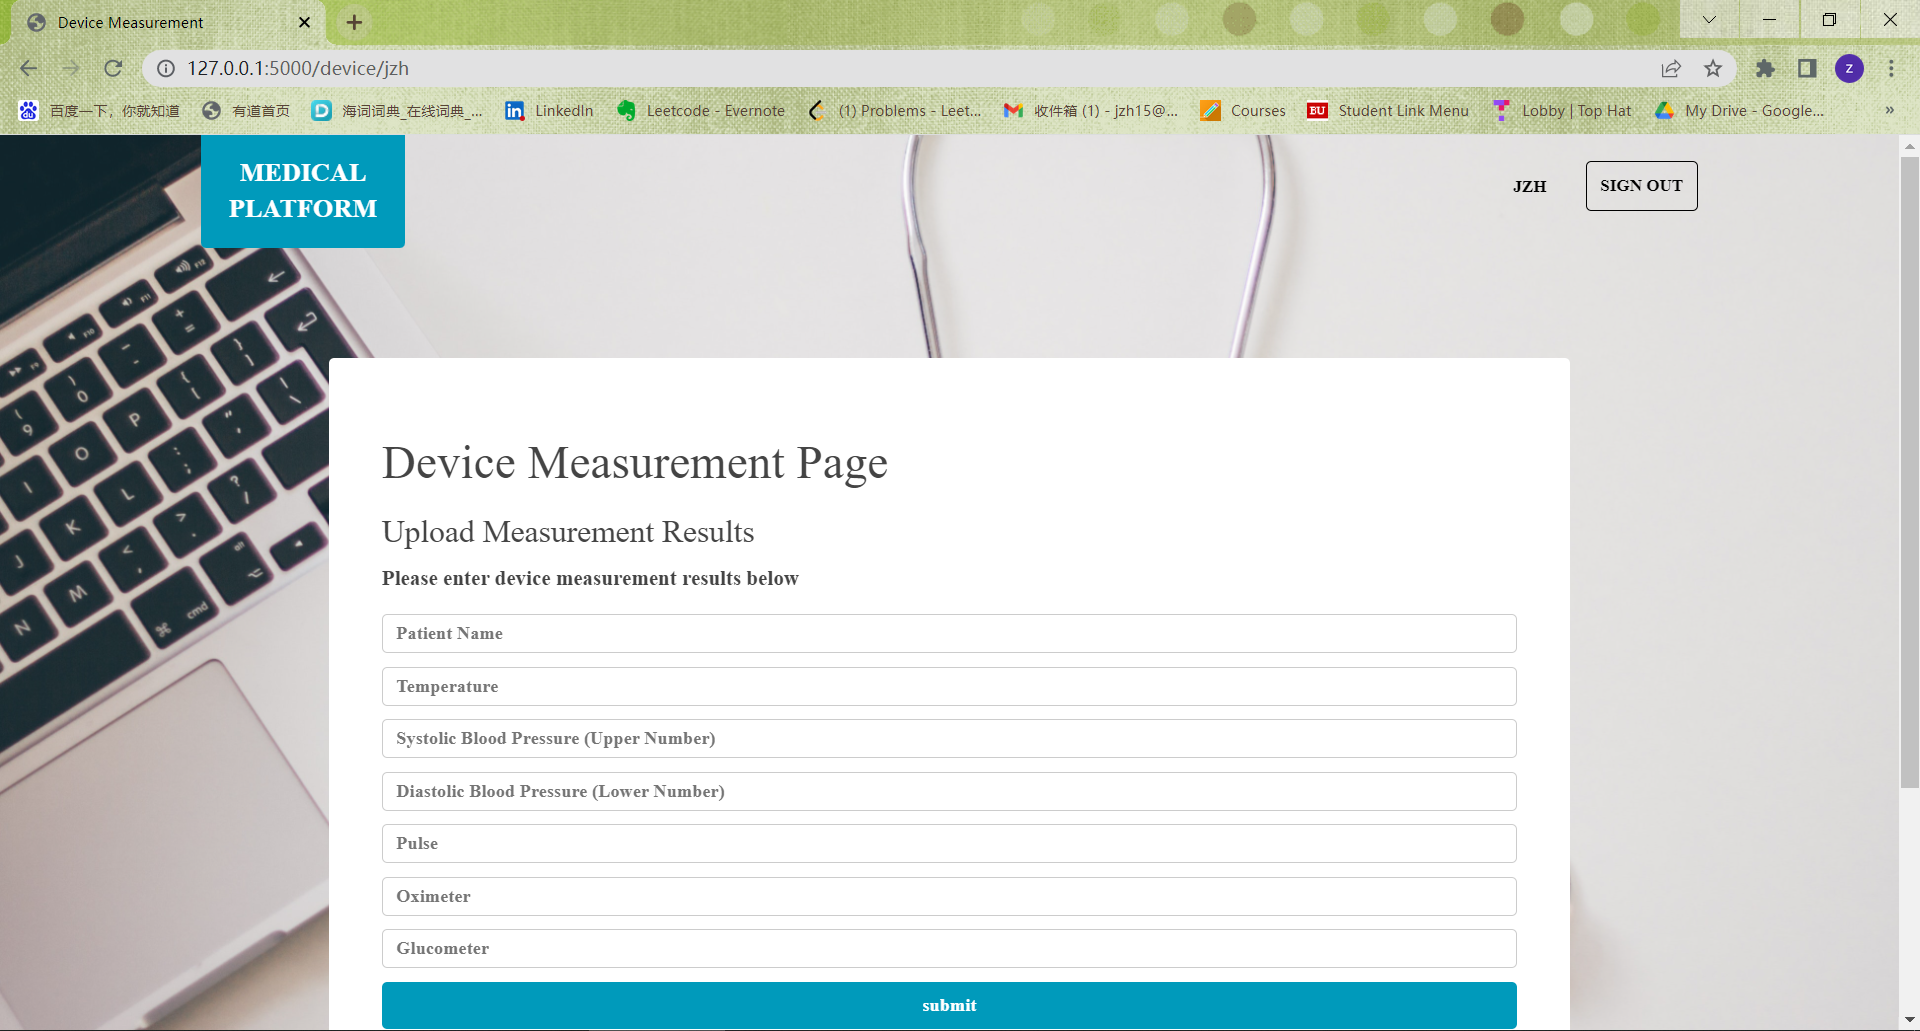 Device Measurement
127.0.0.1:5000/device/jzh
Z
百度一下，你就知道
有道首页
海词词典_在线词典_...
LinkedIn
Leetcode - Evernote
(1) Problems - Leet...
收件箱 (1) - jzh15@...
Courses
BU
Student Link Menu
Lobby | Top Hat
My Drive - Google...
»
MEDICAL
PLATFORM
JZH
SIGN OUT
Device Measurement Page
Upload Measurement Results
Please enter device measurement results below
Patient Name
Temperature
Systolic Blood Pressure (Upper Number)
Diastolic Blood Pressure (Lower Number)
Pulse
Oximeter
Glucometer
submit